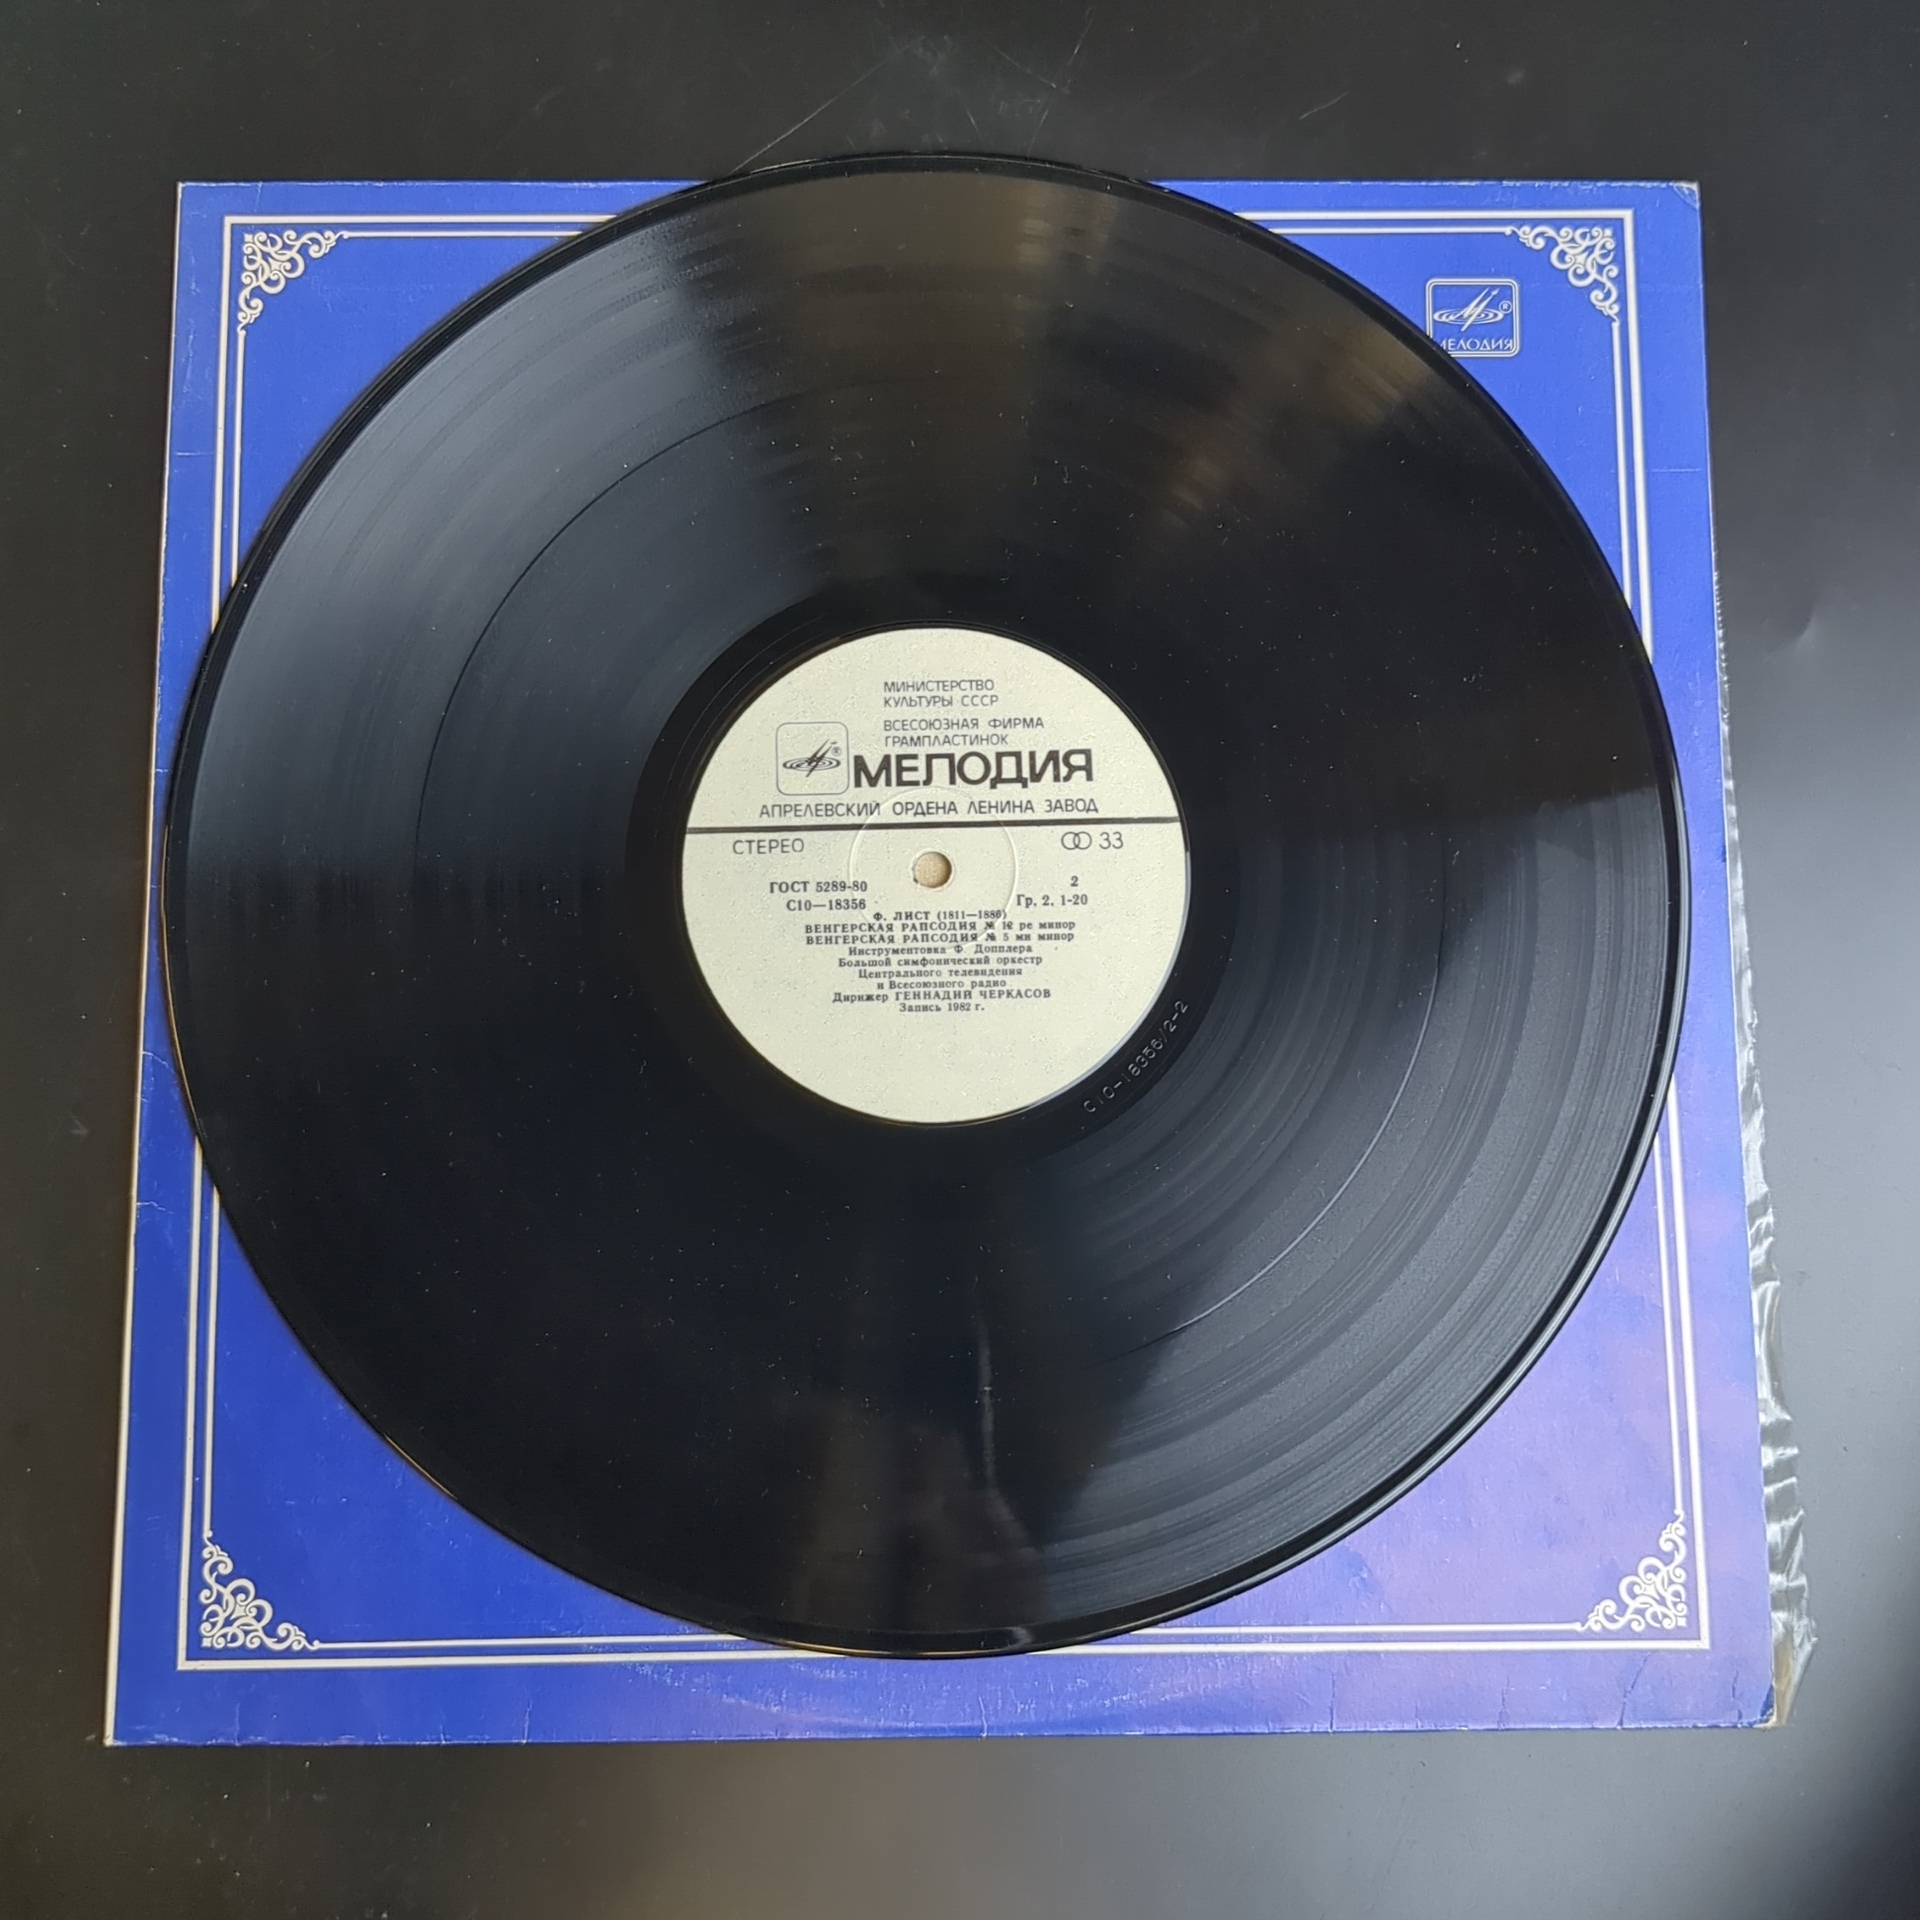 МЕЛОДИЯ
МИНИСТЕРСТВО
КУЛЬТУРЫ СССР
ВСЕСОЮЗНАЯ ФИРМА
ГРАМПЛАСТИНОК
МЕЛОДИЯ
АПРЕЛЕВСКИЙ ОРДЕНА ЛЕНИНА ЗАВОД
СТЕРЕО 33
ГОСТ 5289-80 2
С10—18356 Гр. 2. 1-20
Ф. ЛИСТ (1811—1886)
ВЕНГЕРСКАЯ РАПСОДИЯ № 12 ре минор
ВЕНГЕРСКАЯ РАПСОДИЯ № 5 ми минор
Инструментовка Ф. Допплера
Большой симфонический оркестр
Центрального телевидения
и Всесоюзного радио
Дирижер ГЕННАДИЙ ЧЕРКАСОВ
Запись 1982 г.
С10-18356/2-2